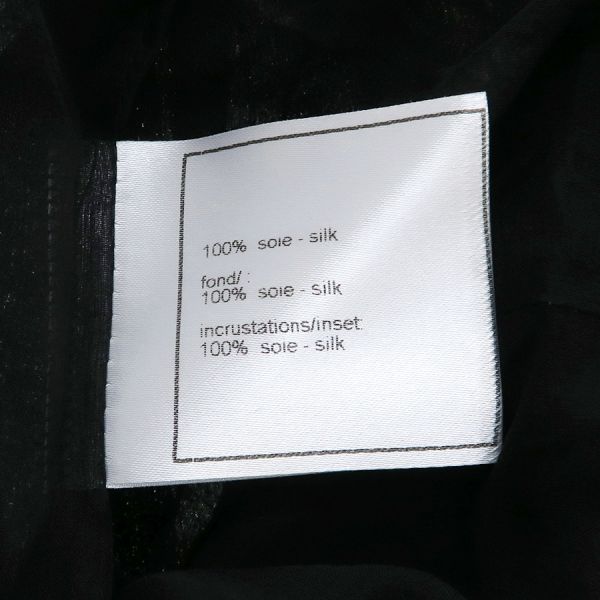 100% soie - silk
fond/ :
100% soie - silk
incrustations/inset:
100% soie - silk